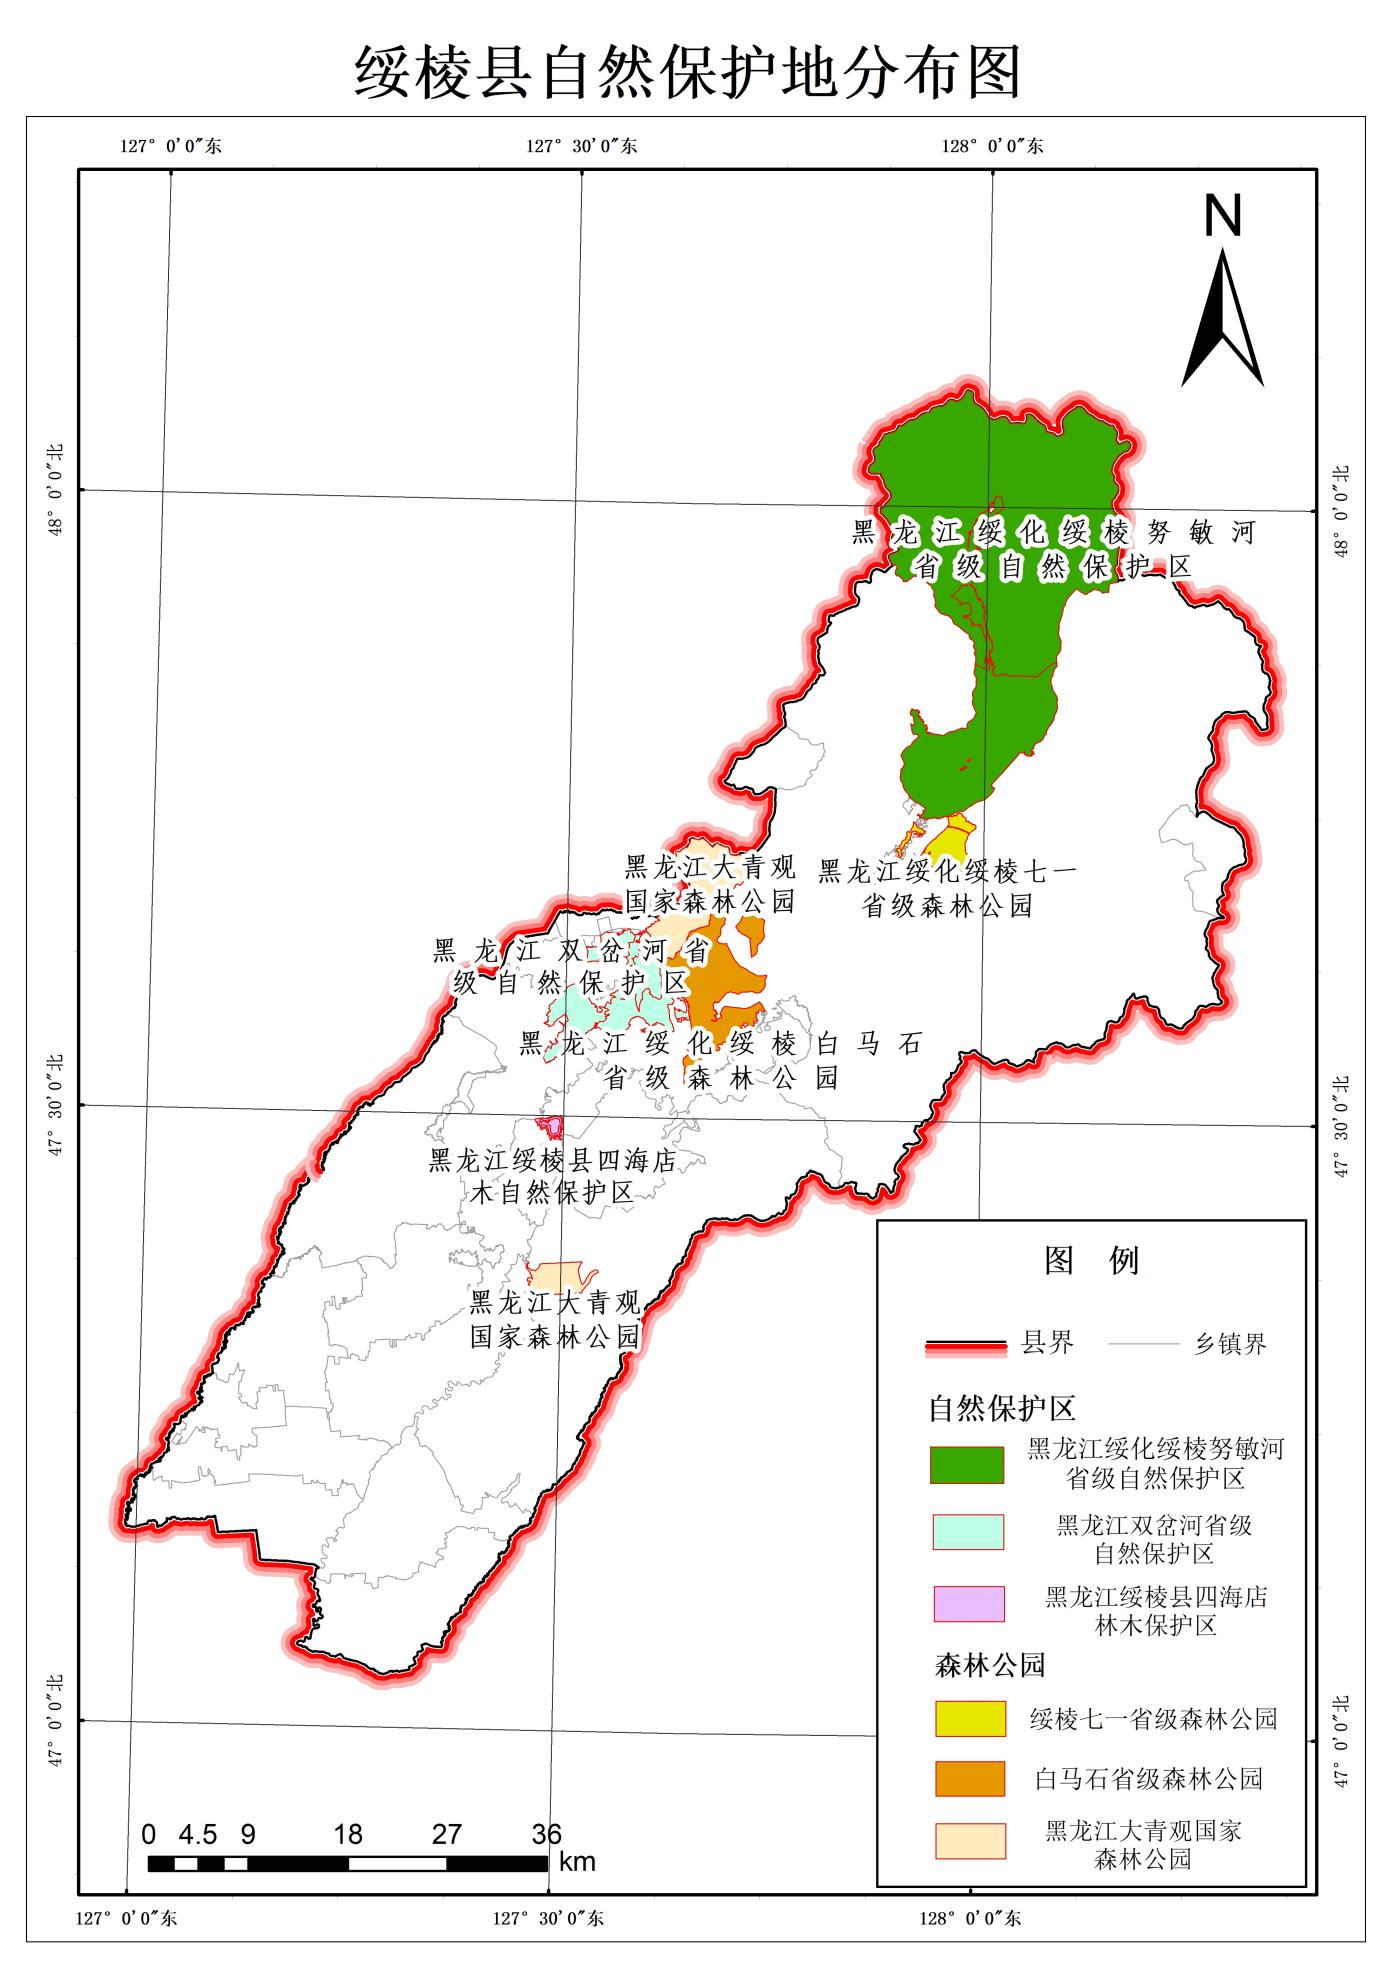 绥棱县自然保护地分布图
127° 0'0"东
127° 30'0"东
128° 0'0"东
N
48° 0'0"北
48° 0'0"北
黑龙江绥化绥棱努敏河
省级自然保护区
黑龙江大青观
国家森林公园
黑龙江绥化绥棱七一
省级森林公园
黑龙江双岔河省
级自然保护区
黑龙江绥化绥棱白马石
省级森林公园
47° 30'0"北
47° 30'0"北
黑龙江绥棱县四海店
木自然保护区
黑龙江大青观
国家森林公园
图 例
县界
乡镇界
自然保护区
黑龙江绥化绥棱努敏河
省级自然保护区
黑龙江双岔河省级
自然保护区
黑龙江绥棱县四海店
林木保护区
森林公园
绥棱七一省级森林公园
白马石省级森林公园
黑龙江大青观国家
森林公园
47° 0'0"北
47° 0'0"北
0 4.5 9 18 27 36
km
127° 0'0"东
127° 30'0"东
128° 0'0"东